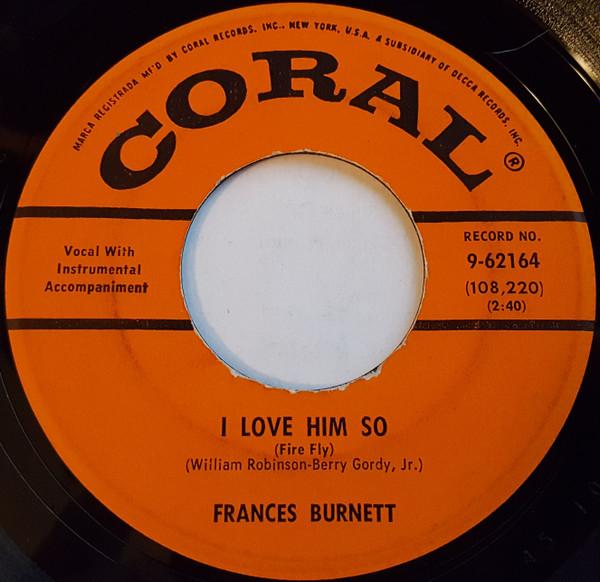 MARCA REGISTRADA MF'D BY CORAL RECORDS, INC., NEW YORK, U.S.A. A SUBSIDIARY OF DECCA RECORDS, INC.
CORAL ®
Vocal With
Instrumental
Accompaniment
RECORD NO.
9-62164
(108,220)
(2:40)
I LOVE HIM SO
(Fire Fly)
(William Robinson-Berry Gordy, Jr.)
FRANCES BURNETT